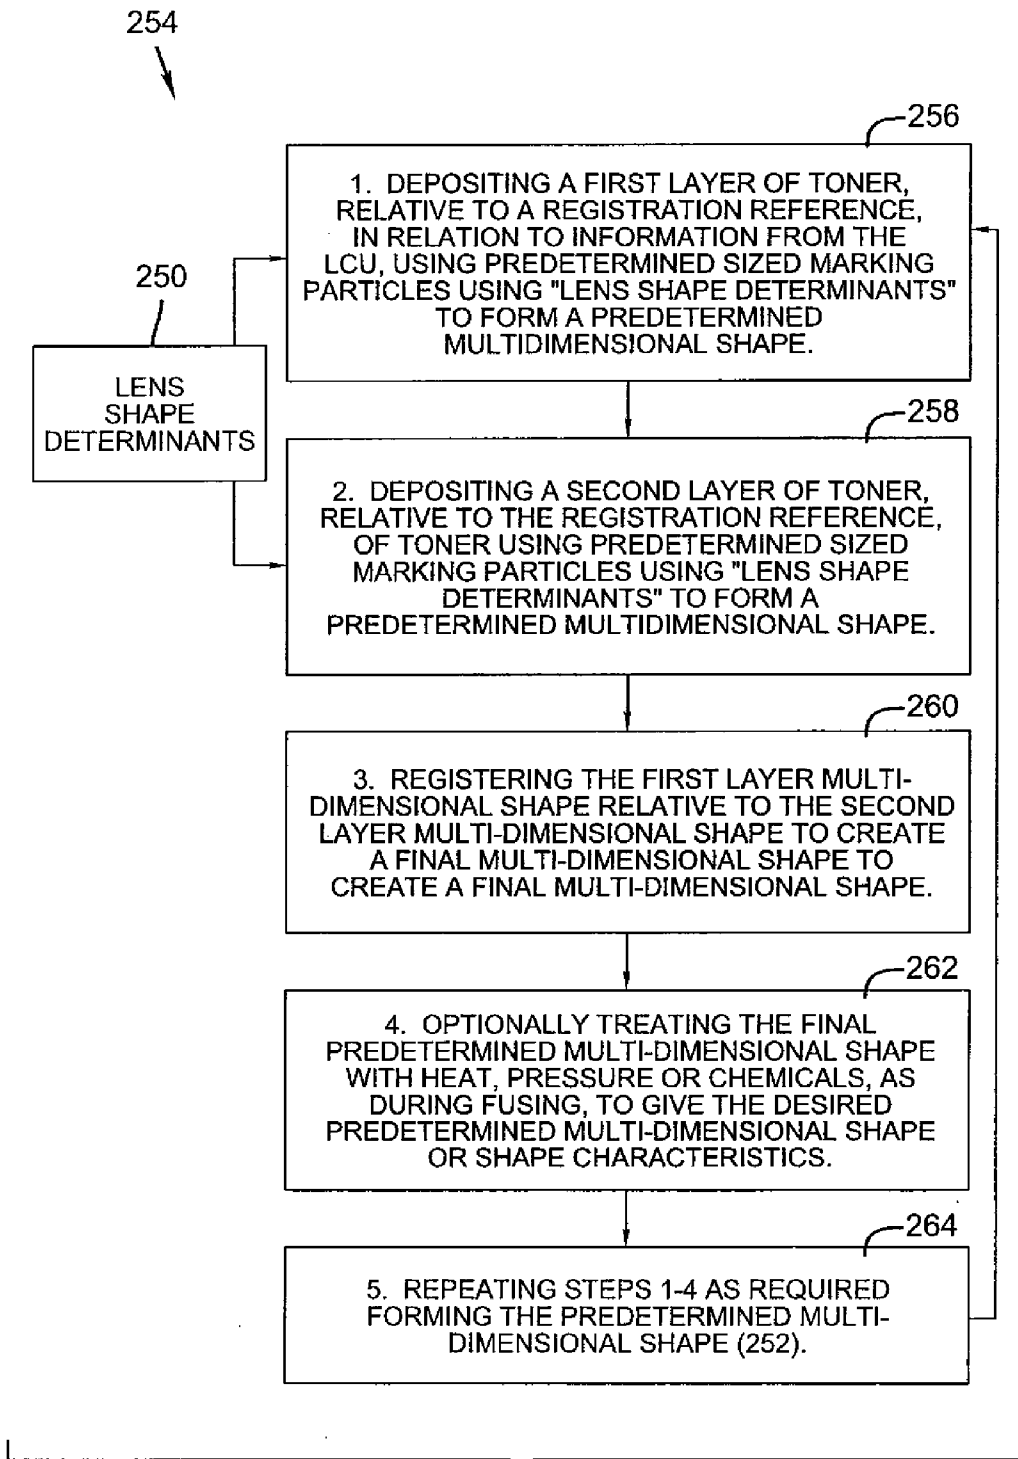 254
256
1. DEPOSITING A FIRST LAYER OF TONER,
RELATIVE TO A REGISTRATION REFERENCE,
IN RELATION TO INFORMATION FROM THE
LCU, USING PREDETERMINED SIZED MARKING
PARTICLES USING "LENS SHAPE DETERMINANTS"
TO FORM A PREDETERMINED
MULTIDIMENSIONAL SHAPE.
250
LENS
SHAPE
DETERMINANTS
258
2. DEPOSITING A SECOND LAYER OF TONER,
RELATIVE TO THE REGISTRATION REFERENCE,
OF TONER USING PREDETERMINED SIZED
MARKING PARTICLES USING "LENS SHAPE
DETERMINANTS" TO FORM A
PREDETERMINED MULTIDIMENSIONAL SHAPE.
260
3. REGISTERING THE FIRST LAYER MULTI-
DIMENSIONAL SHAPE RELATIVE TO THE SECOND
LAYER MULTI-DIMENSIONAL SHAPE TO CREATE
A FINAL MULTI-DIMENSIONAL SHAPE TO
CREATE A FINAL MULTI-DIMENSIONAL SHAPE.
262
4. OPTIONALLY TREATING THE FINAL
PREDETERMINED MULTI-DIMENSIONAL SHAPE
WITH HEAT, PRESSURE OR CHEMICALS, AS
DURING FUSING, TO GIVE THE DESIRED
PREDETERMINED MULTI-DIMENSIONAL SHAPE
OR SHAPE CHARACTERISTICS.
264
5. REPEATING STEPS 1-4 AS REQUIRED
FORMING THE PREDETERMINED MULTI-
DIMENSIONAL SHAPE (252).